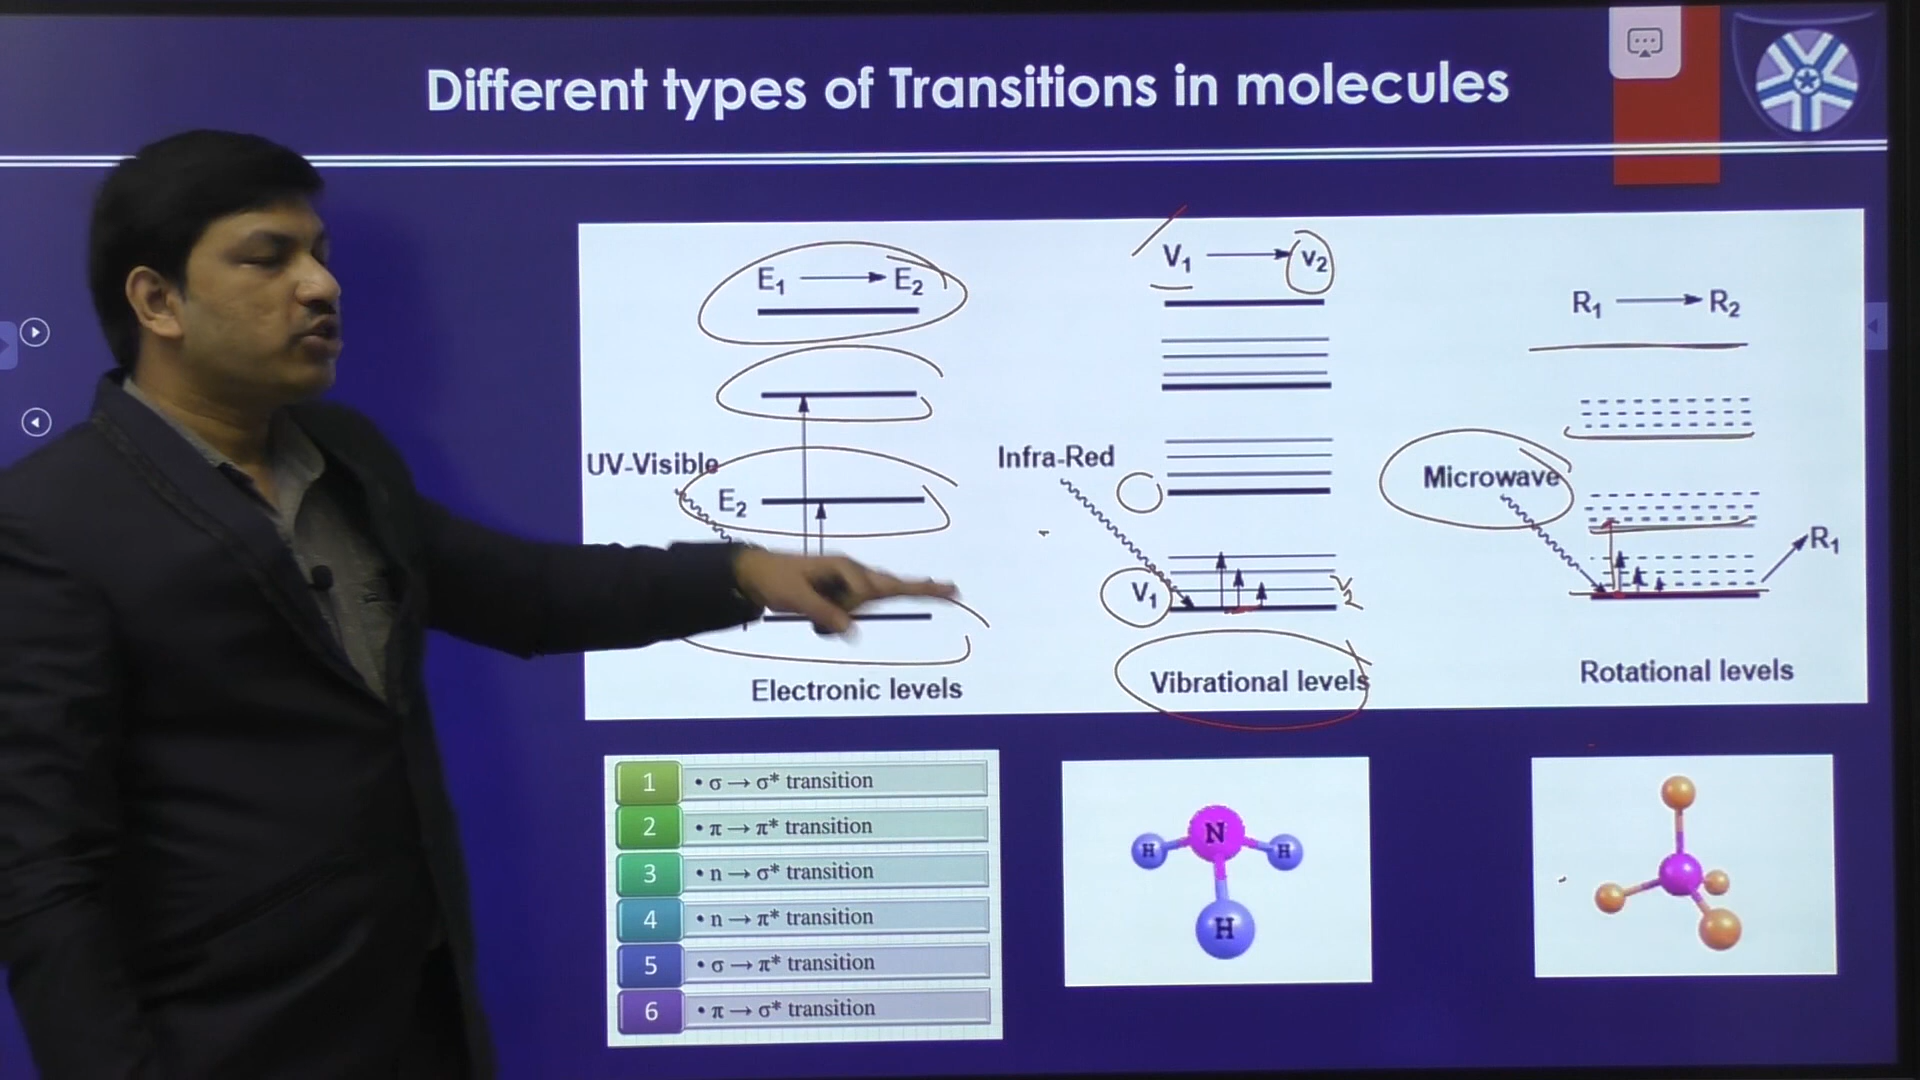 Different types of Transitions in molecules
E₁ → E₂
V₁ → v₂
R₁ → R₂
UV-Visible
E₂
Infra-Red
V₁
V₂
Microwave
R₁
Electronic levels
Vibrational levels
Rotational levels
1 • σ → σ* transition
2 • π → π* transition
3 • n → σ* transition
4 • n → π* transition
5 • σ → π* transition
6 • π → σ* transition
H N H
H